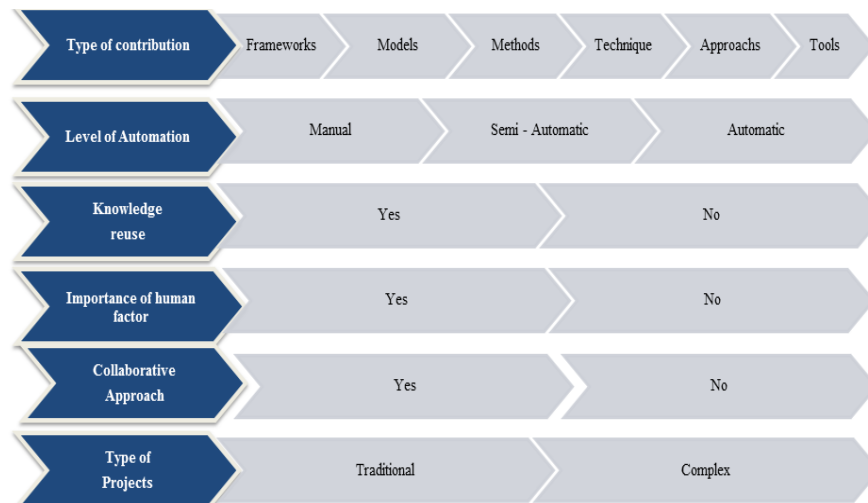 Type of contribution
Frameworks
Models
Methods
Technique
Approachs
Tools
Level of Automation
Manual
Semi - Automatic
Automatic
Knowledge
reuse
Yes
No
Importance of human
factor
Yes
No
Collaborative
Approach
Yes
No
Type of
Projects
Traditional
Complex